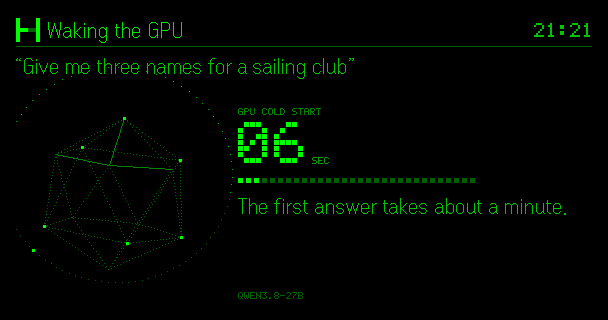 Waking the GPU
21:21
“Give me three names for a sailing club”
GPU COLD START
06 SEC
The first answer takes about a minute.
QWEN3.8-27B